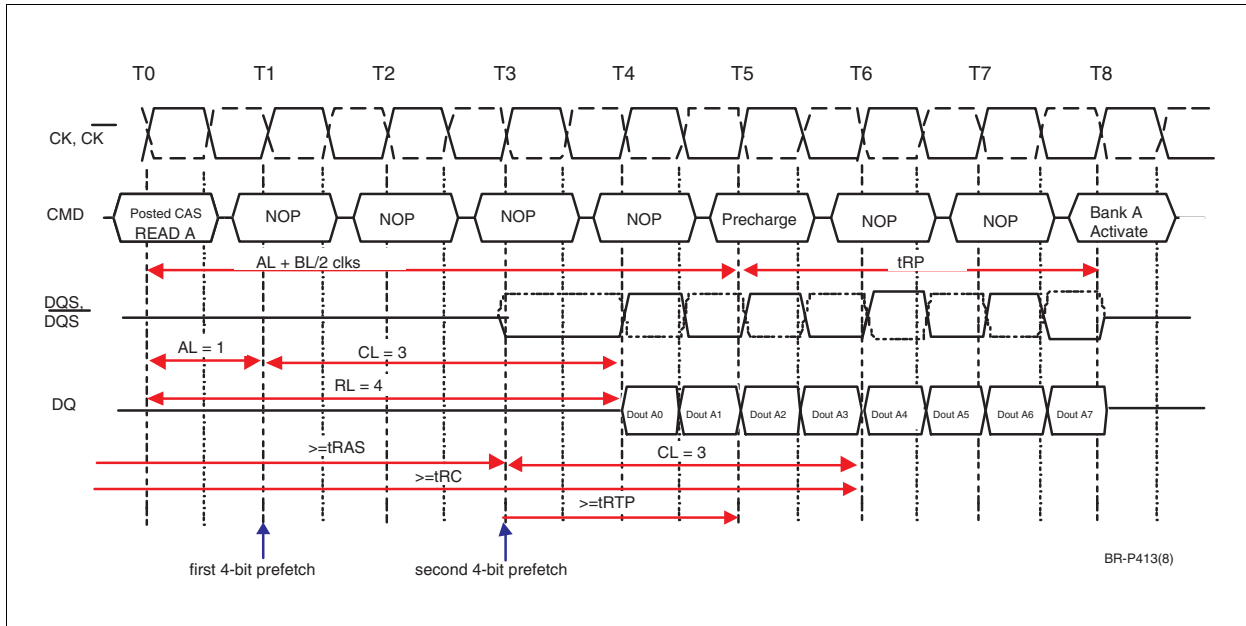 T0 T1 T2 T3 T4 T5 T6 T7 T8
CK, CK
CMD
Posted CAS
READ A
NOP
NOP
NOP
NOP
Precharge
NOP
NOP
Bank A
Activate
AL + BL/2 clks
tRP
DQS,
DQS
AL = 1
CL = 3
RL = 4
DQ
Dout A0 Dout A1 Dout A2 Dout A3 Dout A4 Dout A5 Dout A6 Dout A7
>=tRAS
CL = 3
>=tRC
>=tRTP
first 4-bit prefetch
second 4-bit prefetch
BR-P413(8)